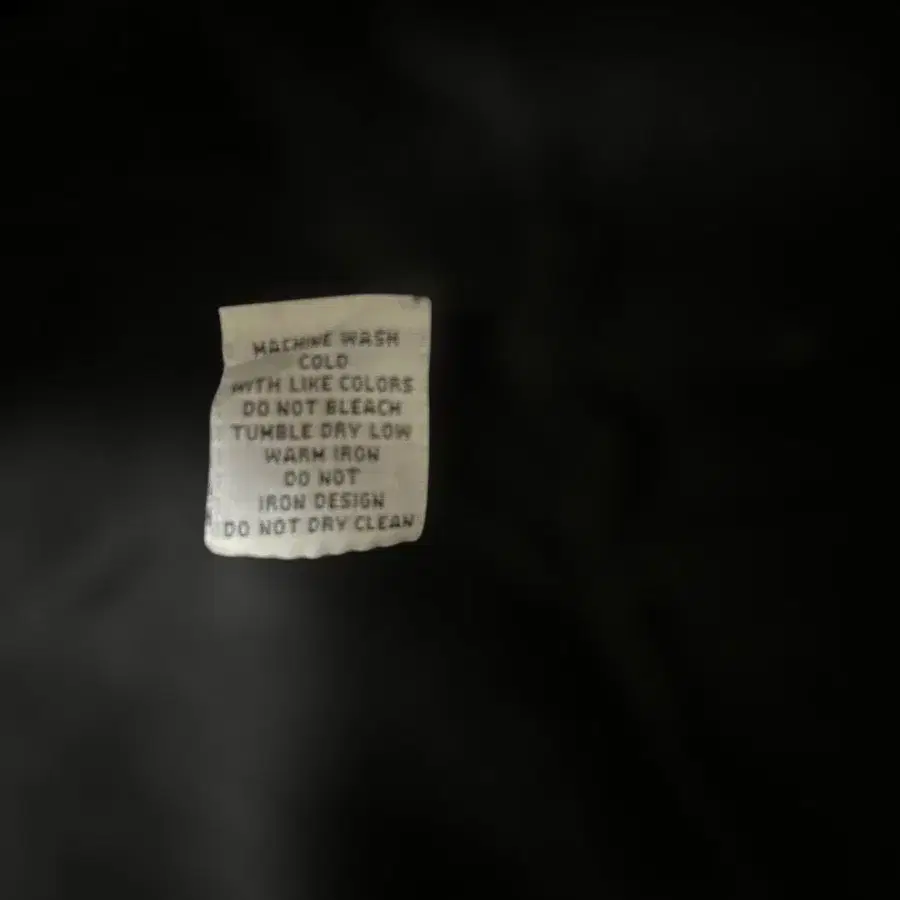 MACHINE WASH
COLD
WITH LIKE COLORS
DO NOT BLEACH
TUMBLE DRY LOW
WARM IRON
DO NOT
IRON DESIGN
DO NOT DRY CLEAN